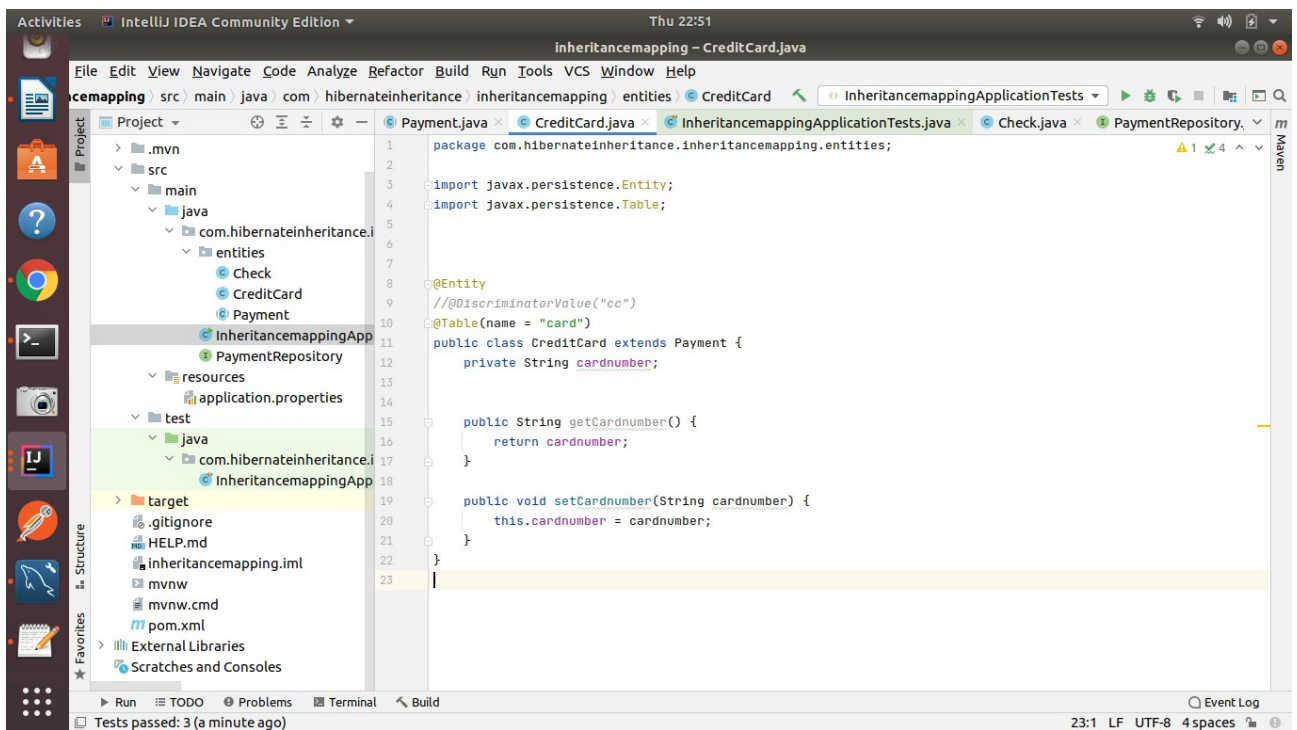 Activities IntelliJ IDEA Community Edition Thu 22:51
inheritancemapping – CreditCard.java
File Edit View Navigate Code Analyze Refactor Build Run Tools VCS Window Help
cemapping src main java com hibernateinheritance inheritancemapping entities CreditCard InheritancemappingApplicationTests
Project Payment.java CreditCard.java InheritancemappingApplicationTests.java Check.java PaymentRepository.
Project
Maven
.mvn
src
main
java
com.hibernateinheritance.i
entities
Check
CreditCard
Payment
InheritancemappingApp
PaymentRepository
resources
application.properties
test
java
com.hibernateinheritance.i
InheritancemappingApp
target
.gitignore
HELP.md
inheritancemapping.iml
mvnw
mvnw.cmd
pom.xml
External Libraries
Scratches and Consoles
Structure
Favorites
1 package com.hibernateinheritance.inheritancemapping.entities;
1 4
2
3 import javax.persistence.Entity;
4 import javax.persistence.Table;
5
6
7
8 @Entity
9 //@DiscriminatorValue("cc")
10 @Table(name = "card")
11 public class CreditCard extends Payment {
12 private String cardnumber;
13
14
15 public String getCardnumber() {
16 return cardnumber;
17 }
18
19 public void setCardnumber(String cardnumber) {
20 this.cardnumber = cardnumber;
21 }
22 }
23
Run TODO Problems Terminal Build Event Log
Tests passed: 3 (a minute ago) 23:1 LF UTF-8 4 spaces